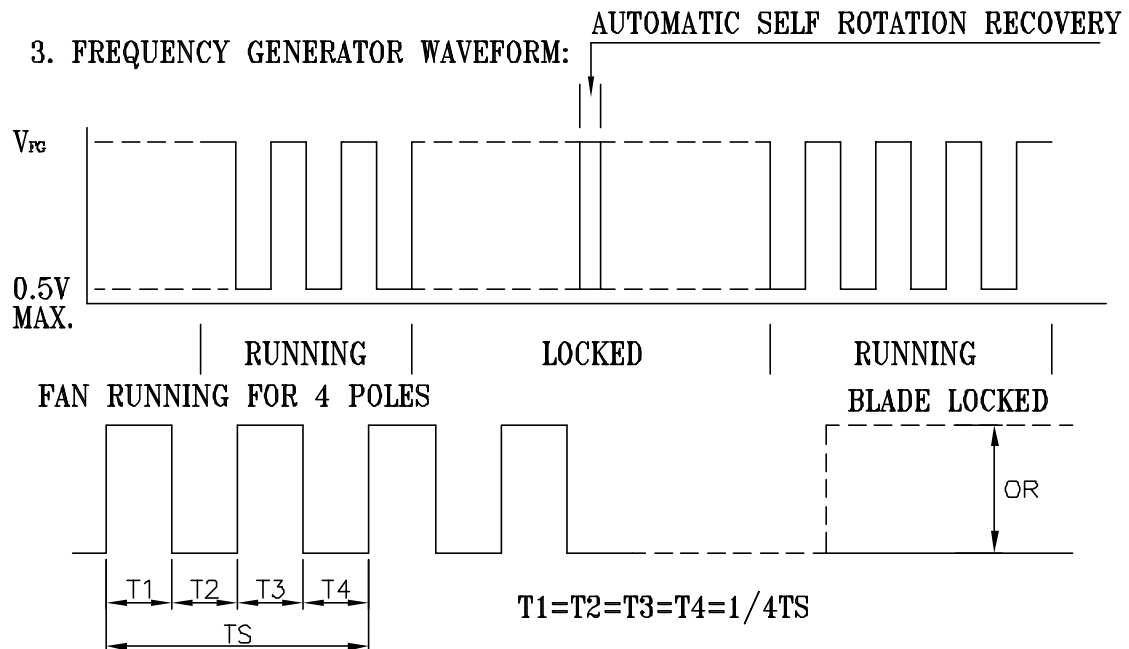 AUTOMATIC SELF ROTATION RECOVERY
3. FREQUENCY GENERATOR WAVEFORM:
VFG
0.5V
MAX.
RUNNING LOCKED RUNNING
FAN RUNNING FOR 4 POLES
BLADE LOCKED
OR
T1 T2 T3 T4
T1=T2=T3=T4=1/4TS
TS